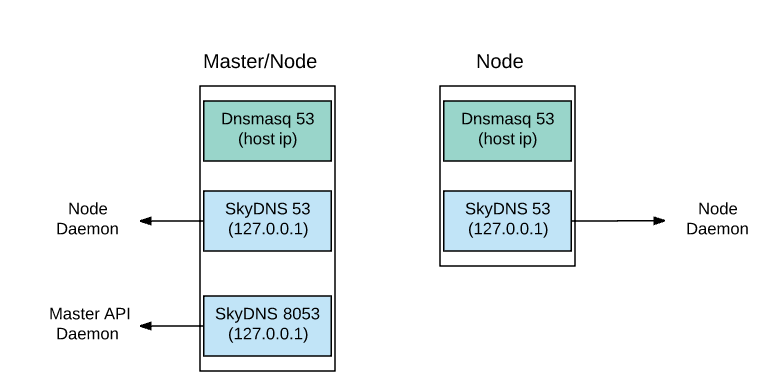 Master/Node
Node
Dnsmasq 53
(host ip)
Dnsmasq 53
(host ip)
Node
Daemon
SkyDNS 53
(127.0.0.1)
SkyDNS 53
(127.0.0.1)
Node
Daemon
Master API
Daemon
SkyDNS 8053
(127.0.0.1)